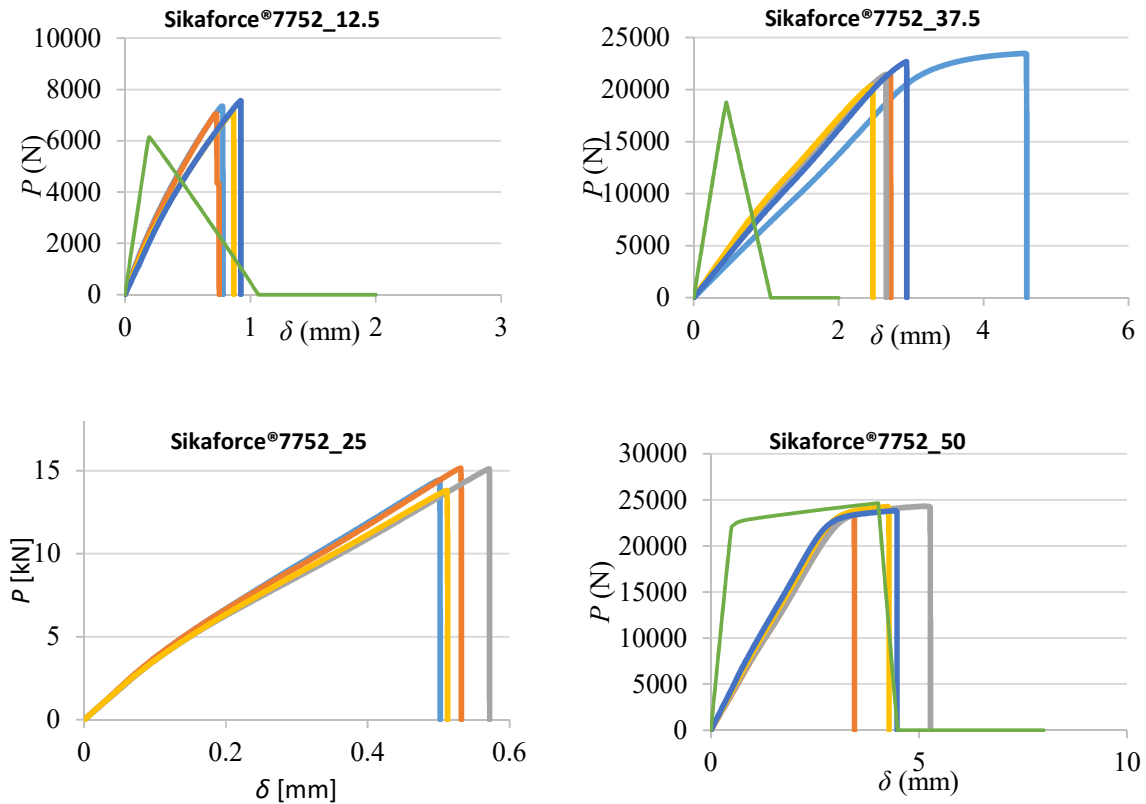 Sikaforce®7752_12.5
10000
8000
6000
4000
2000
0
P (N)
0 1 2 3
δ (mm)
Sikaforce®7752_37.5
25000
20000
15000
10000
5000
0
P (N)
0 2 4 6
δ (mm)
Sikaforce®7752_25
15
10
5
0
P [kN]
0 0.2 0.4 0.6
δ [mm]
Sikaforce®7752_50
30000
25000
20000
15000
10000
5000
0
P (N)
0 5 10
δ (mm)